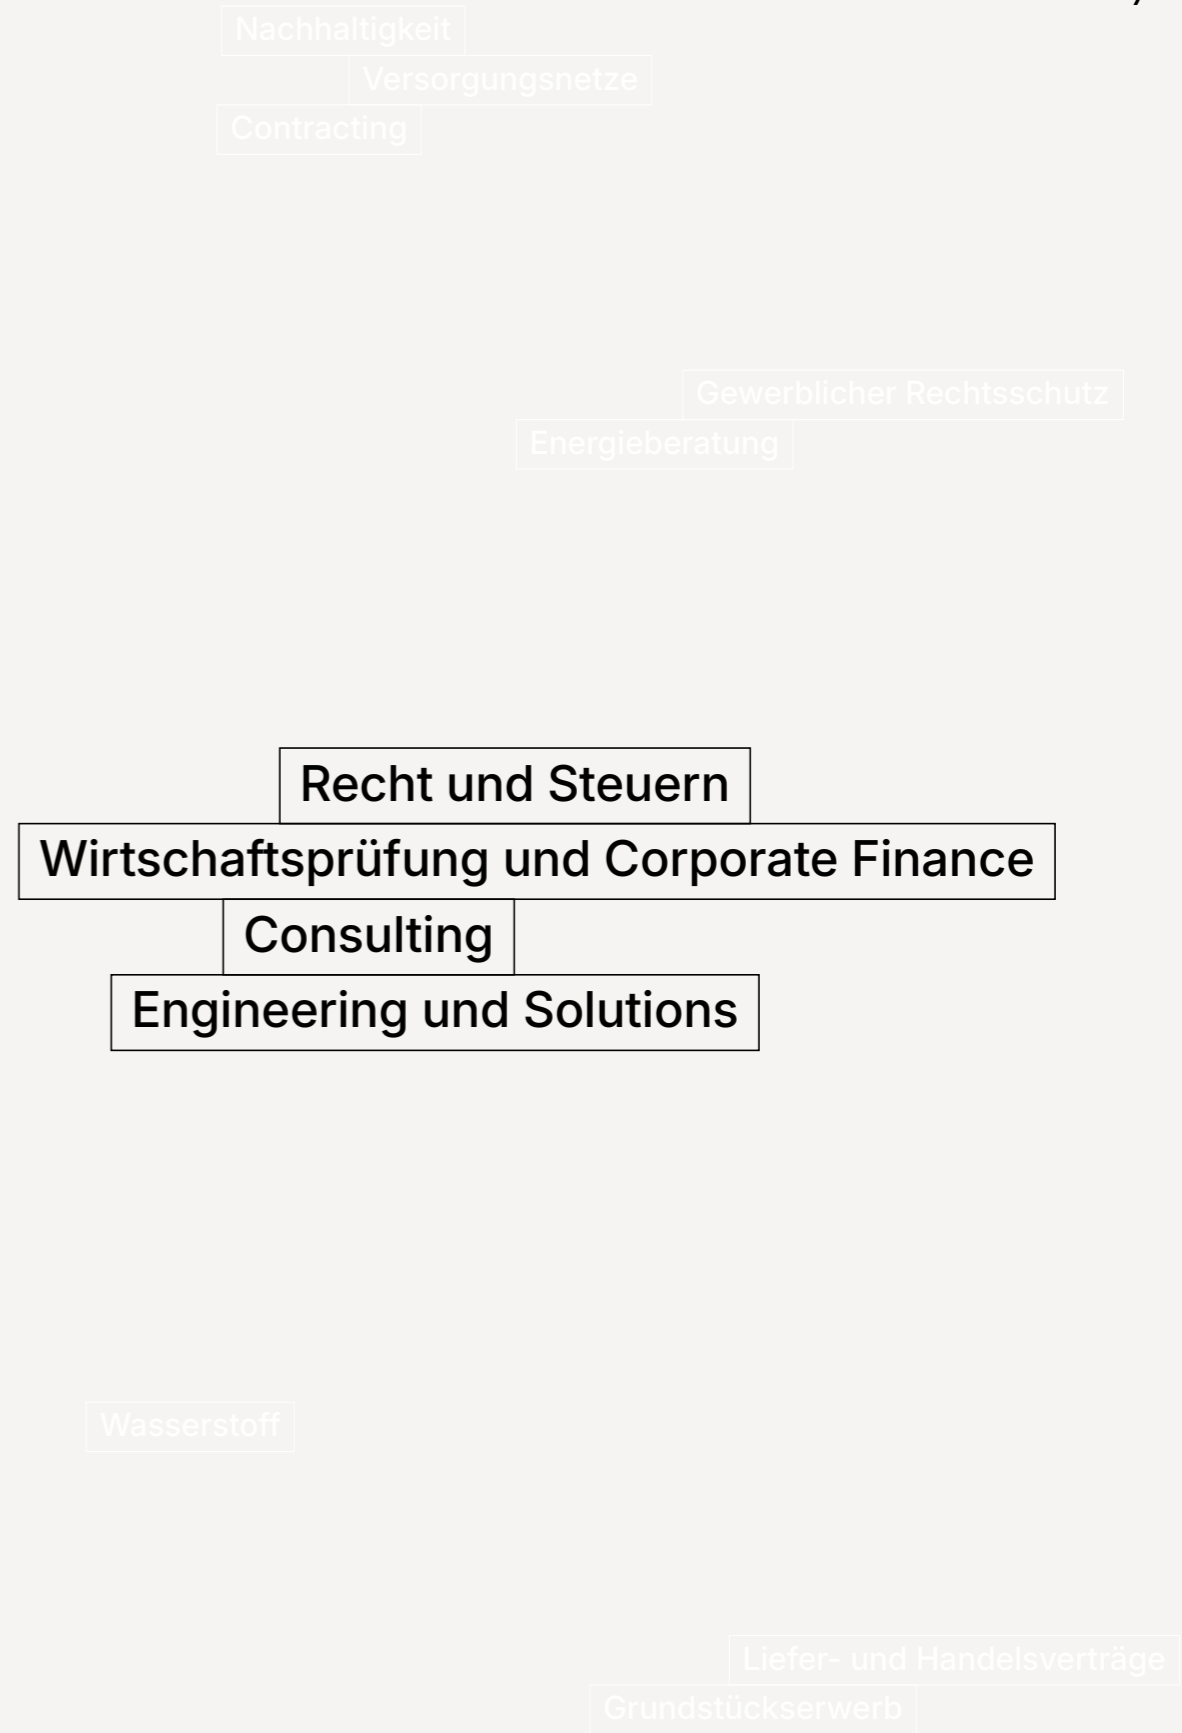 Nachhaltigkeit
Versorgungsnetze
Contracting
Gewerblicher Rechtsschutz
Energieberatung
Recht und Steuern
Wirtschaftsprüfung und Corporate Finance
Consulting
Engineering und Solutions
Wasserstoff
Liefer- und Handelsverträge
Grundstückserwerb